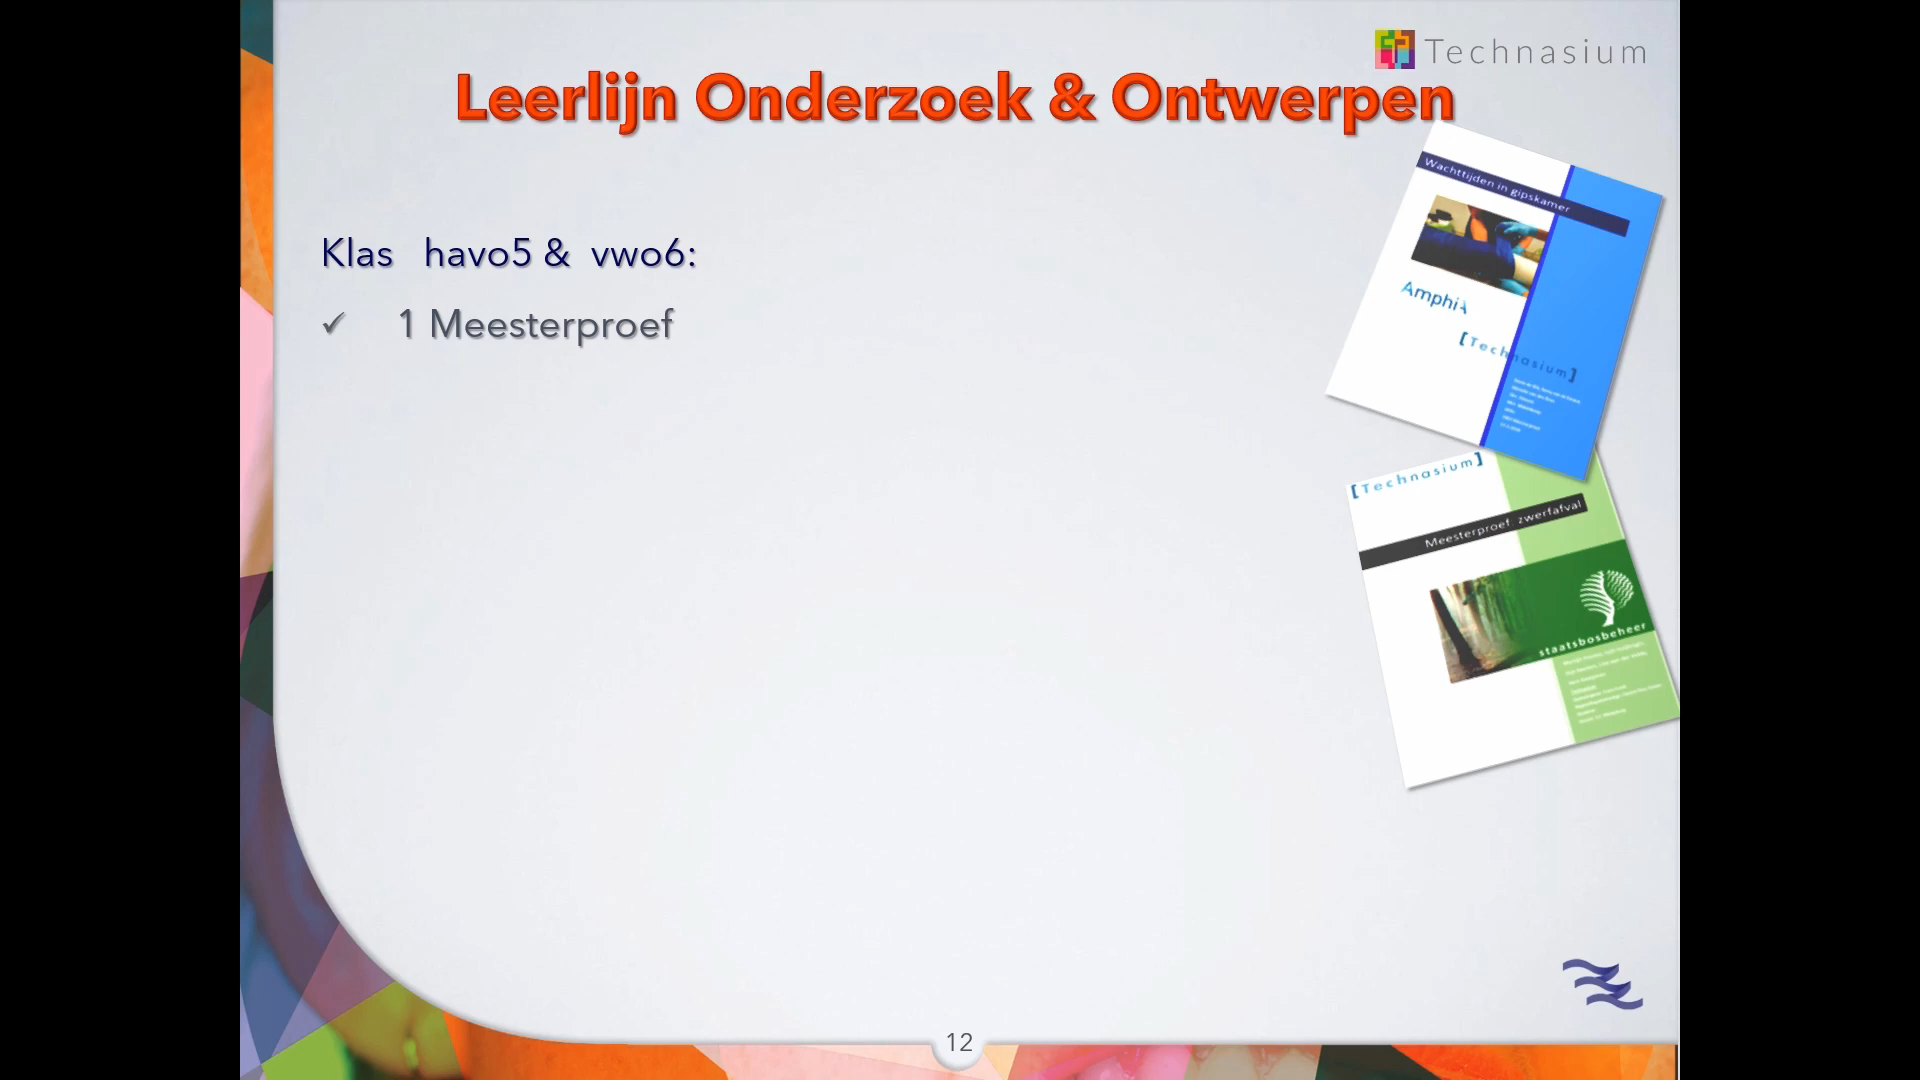 Technasium
Leerlijn Onderzoek & Ontwerpen
Klas havo5 & vwo6:
✓ 1 Meesterproef
Wachttijden in gipskamer
Amphia
[Technasium]
[Technasium]
Meesterproef: zwerfafval
staatsbosbeheer
12